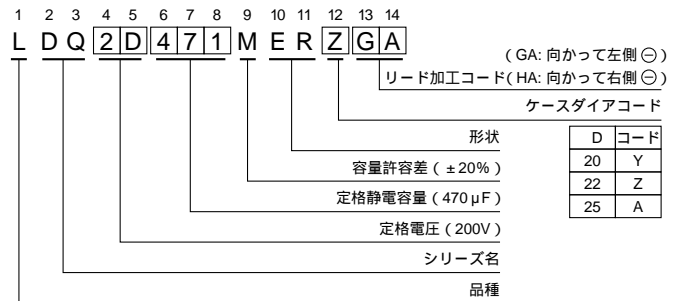 1 2 3 4 5 6 7 8 9 10 11 12 13 14
L D Q 2 D 4 7 1 M E R Z G A
（GA: 向かって左側⊖）
リード加工コード（HA: 向かって右側⊖）
ケースダイアコード
形状
容量許容差（±20%）
定格静電容量（470µF）
定格電圧（200V）
シリーズ名
品種
D コード
20 Y
22 Z
25 A